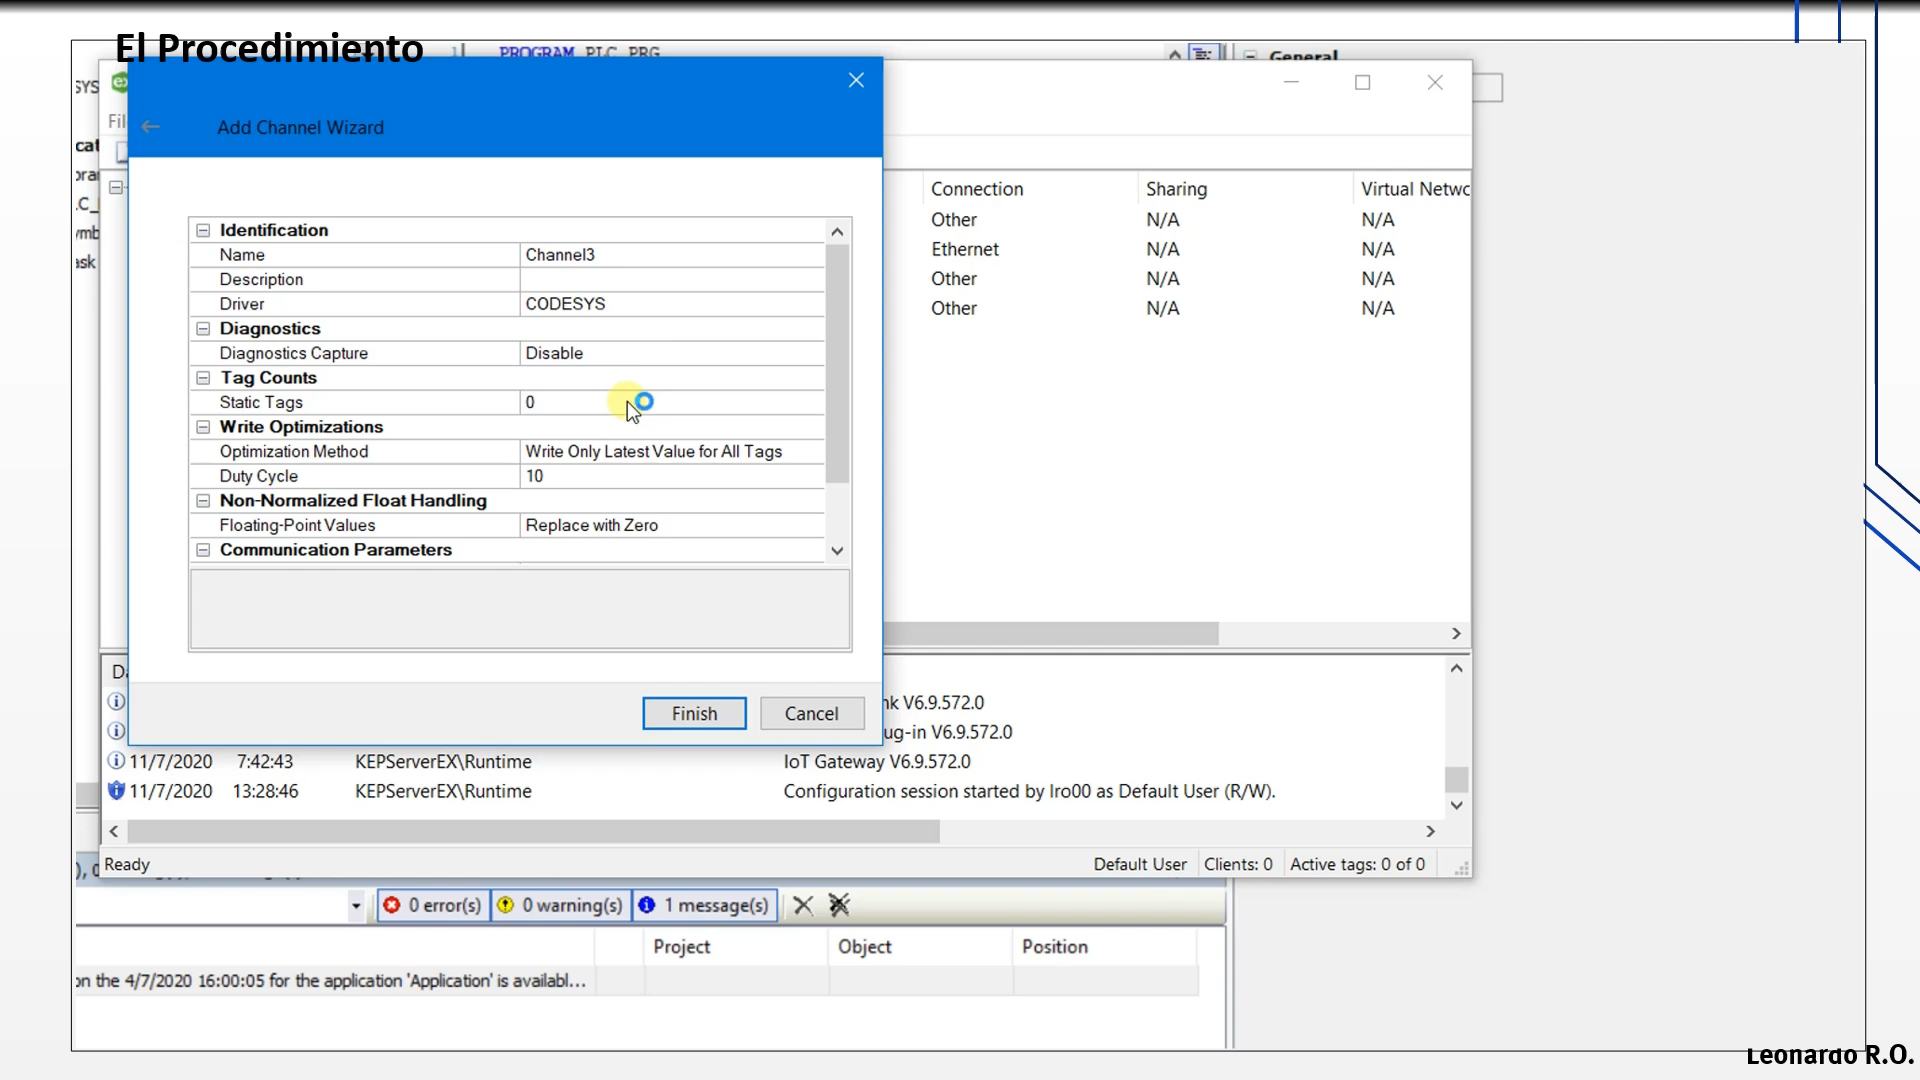 El Procedimiento
PROGRAM PLC_PRG
General
Fil
Add Channel Wizard
Identification
Name Channel3
Description
Driver CODESYS
Diagnostics
Diagnostics Capture Disable
Tag Counts
Static Tags 0
Write Optimizations
Optimization Method Write Only Latest Value for All Tags
Duty Cycle 10
Non-Normalized Float Handling
Floating-Point Values Replace with Zero
Communication Parameters
Finish Cancel
Connection Sharing Virtual Netwo
Other N/A N/A
Ethernet N/A N/A
Other N/A N/A
Other N/A N/A
nk V6.9.572.0
ug-in V6.9.572.0
11/7/2020 7:42:43 KEPServerEX\Runtime IoT Gateway V6.9.572.0
11/7/2020 13:28:46 KEPServerEX\Runtime Configuration session started by lro00 as Default User (R/W).
Ready Default User Clients: 0 Active tags: 0 of 0
0 error(s) 0 warning(s) 1 message(s)
Project Object Position
on the 4/7/2020 16:00:05 for the application 'Application' is availabl...
Leonardo R.O.